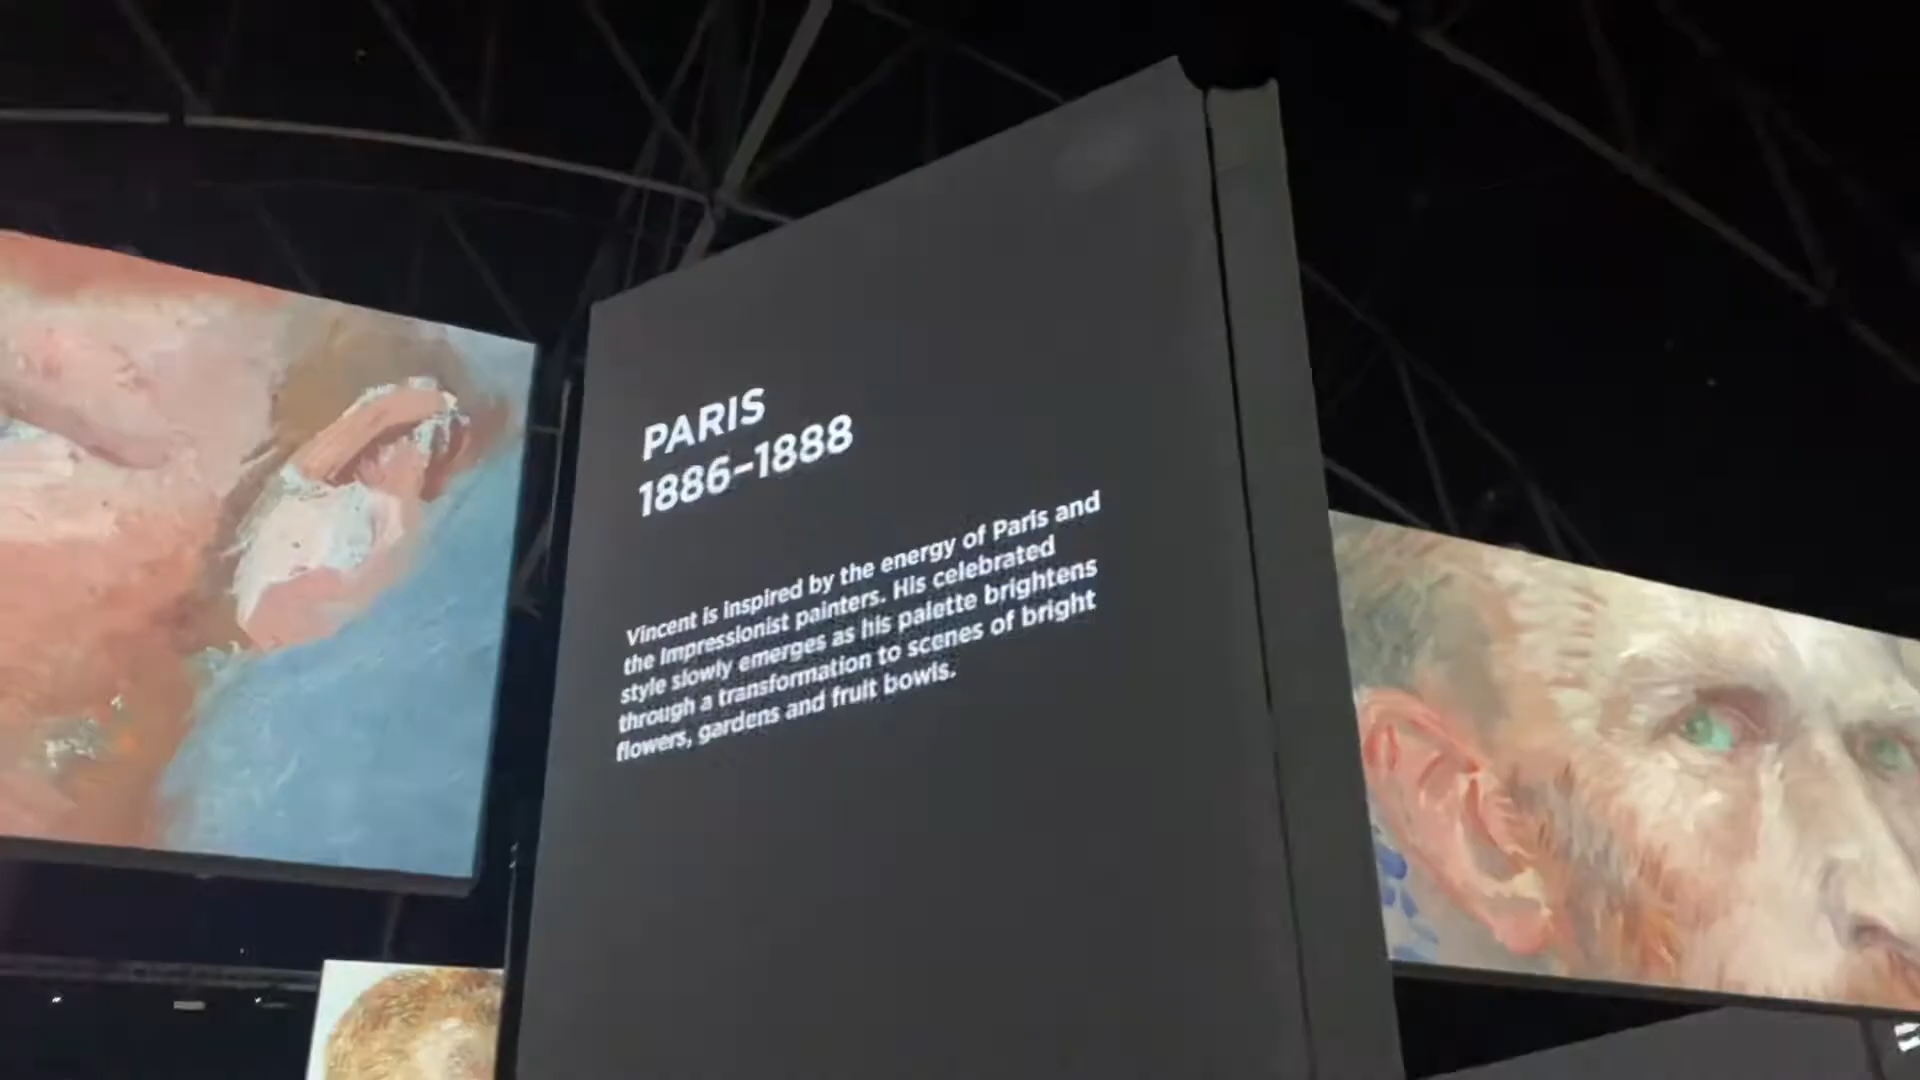 PARIS
1886–1888
Vincent is inspired by the energy of Paris and
the Impressionist painters. His celebrated
style slowly emerges as his palette brightens
through a transformation to scenes of bright
flowers, gardens and fruit bowls.